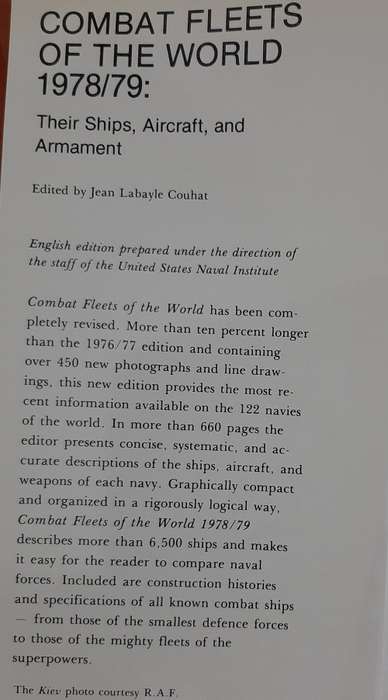 COMBAT FLEETS
OF THE WORLD
1978/79:
Their Ships, Aircraft, and
Armament
Edited by Jean Labayle Couhat
English edition prepared under the direction of
the staff of the United States Naval Institute
Combat Fleets of the World has been com-
pletely revised. More than ten percent longer
than the 1976/77 edition and containing
over 450 new photographs and line draw-
ings, this new edition provides the most re-
cent information available on the 122 navies
of the world. In more than 660 pages the
editor presents concise, systematic, and ac-
curate descriptions of the ships, aircraft, and
weapons of each navy. Graphically compact
and organized in a rigorously logical way,
Combat Fleets of the World 1978/79
describes more than 6,500 ships and makes
it easy for the reader to compare naval
forces. Included are construction histories
and specifications of all known combat ships
— from those of the smallest defence forces
to those of the mighty fleets of the
superpowers.
The Kiev photo courtesy R.A.F.